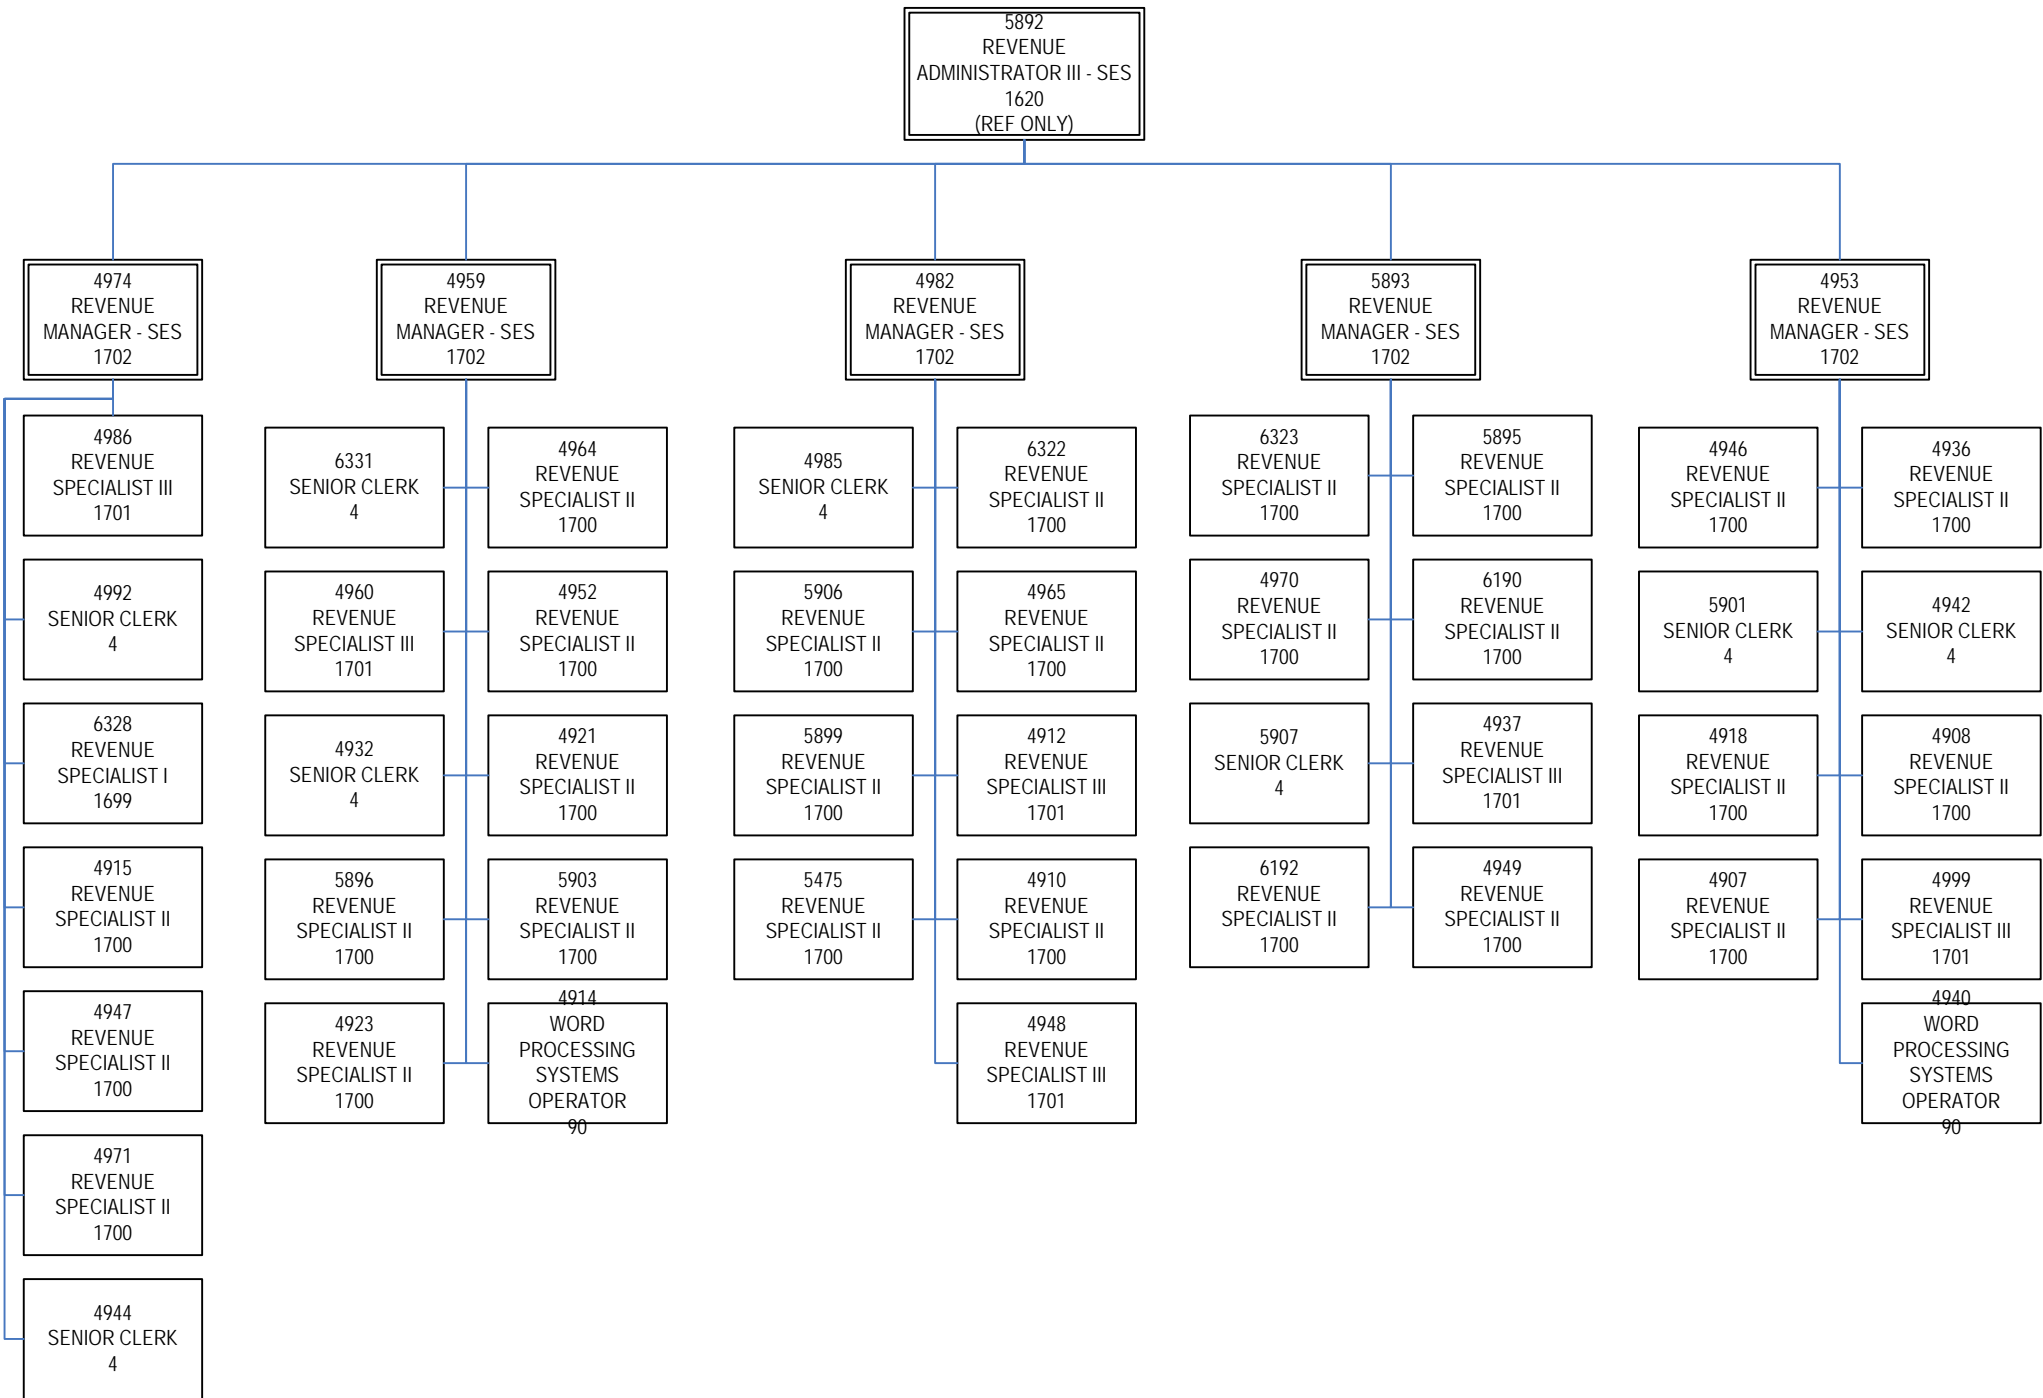 5892
REVENUE
ADMINISTRATOR III - SES
1620
(REF ONLY)
4974
REVENUE
MANAGER - SES
1702
4959
REVENUE
MANAGER - SES
1702
4982
REVENUE
MANAGER - SES
1702
5893
REVENUE
MANAGER - SES
1702
4953
REVENUE
MANAGER - SES
1702
4986
REVENUE
SPECIALIST III
1701
4992
SENIOR CLERK
4
6328
REVENUE
SPECIALIST I
1699
4915
REVENUE
SPECIALIST II
1700
4947
REVENUE
SPECIALIST II
1700
4971
REVENUE
SPECIALIST II
1700
4944
SENIOR CLERK
4
6331
SENIOR CLERK
4
4964
REVENUE
SPECIALIST II
1700
4960
REVENUE
SPECIALIST III
1701
4952
REVENUE
SPECIALIST II
1700
4932
SENIOR CLERK
4
4921
REVENUE
SPECIALIST II
1700
5896
REVENUE
SPECIALIST II
1700
5903
REVENUE
SPECIALIST II
1700
4923
REVENUE
SPECIALIST II
1700
4914
WORD
PROCESSING
SYSTEMS
OPERATOR
90
4985
SENIOR CLERK
4
6322
REVENUE
SPECIALIST II
1700
5906
REVENUE
SPECIALIST II
1700
4965
REVENUE
SPECIALIST II
1700
5899
REVENUE
SPECIALIST II
1700
4912
REVENUE
SPECIALIST III
1701
5475
REVENUE
SPECIALIST II
1700
4910
REVENUE
SPECIALIST II
1700
4948
REVENUE
SPECIALIST III
1701
6323
REVENUE
SPECIALIST II
1700
5895
REVENUE
SPECIALIST II
1700
4970
REVENUE
SPECIALIST II
1700
6190
REVENUE
SPECIALIST II
1700
5907
SENIOR CLERK
4
4937
REVENUE
SPECIALIST III
1701
6192
REVENUE
SPECIALIST II
1700
4949
REVENUE
SPECIALIST II
1700
4946
REVENUE
SPECIALIST II
1700
4936
REVENUE
SPECIALIST II
1700
5901
SENIOR CLERK
4
4942
SENIOR CLERK
4
4918
REVENUE
SPECIALIST II
1700
4908
REVENUE
SPECIALIST II
1700
4907
REVENUE
SPECIALIST II
1700
4999
REVENUE
SPECIALIST III
1701
4940
WORD
PROCESSING
SYSTEMS
OPERATOR
90